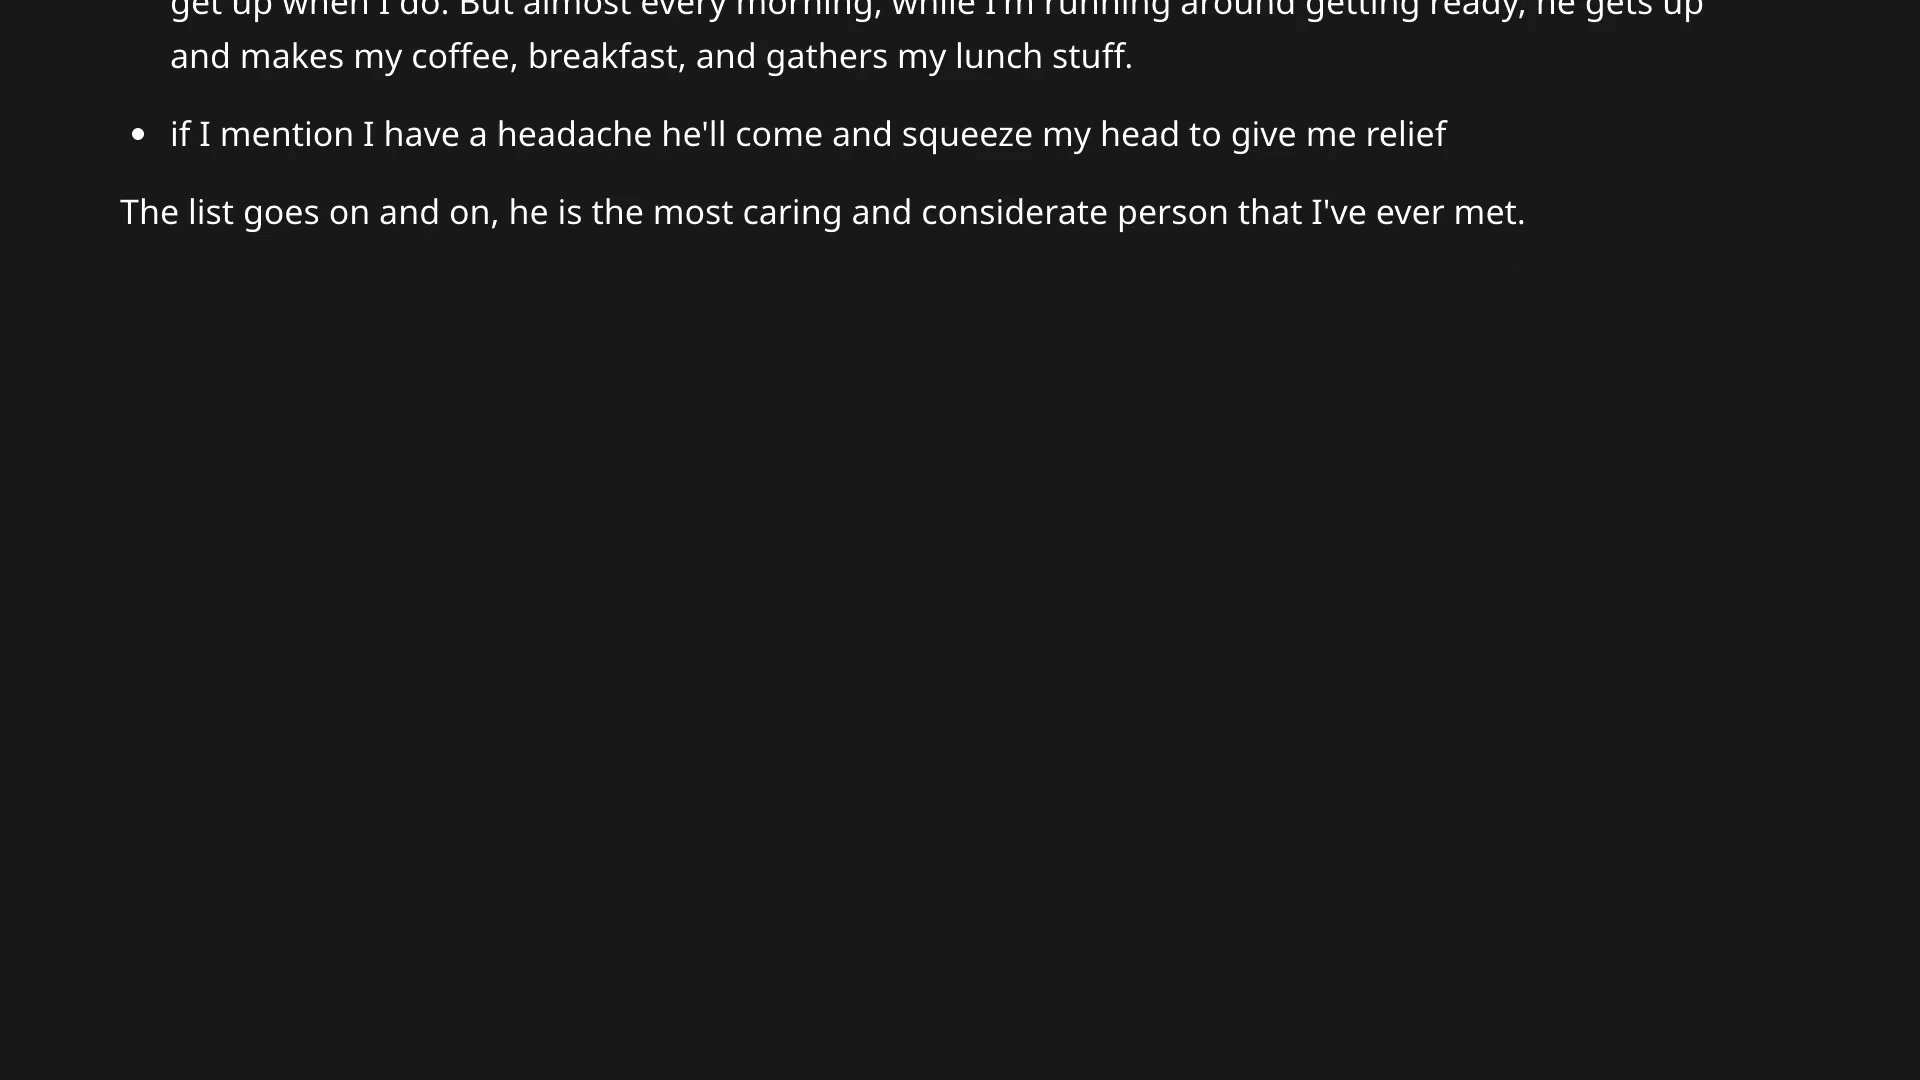 get up when I do. But almost every morning, while I'm running around getting ready, he gets up
and makes my coffee, breakfast, and gathers my lunch stuff.
• if I mention I have a headache he'll come and squeeze my head to give me relief
The list goes on and on, he is the most caring and considerate person that I've ever met.